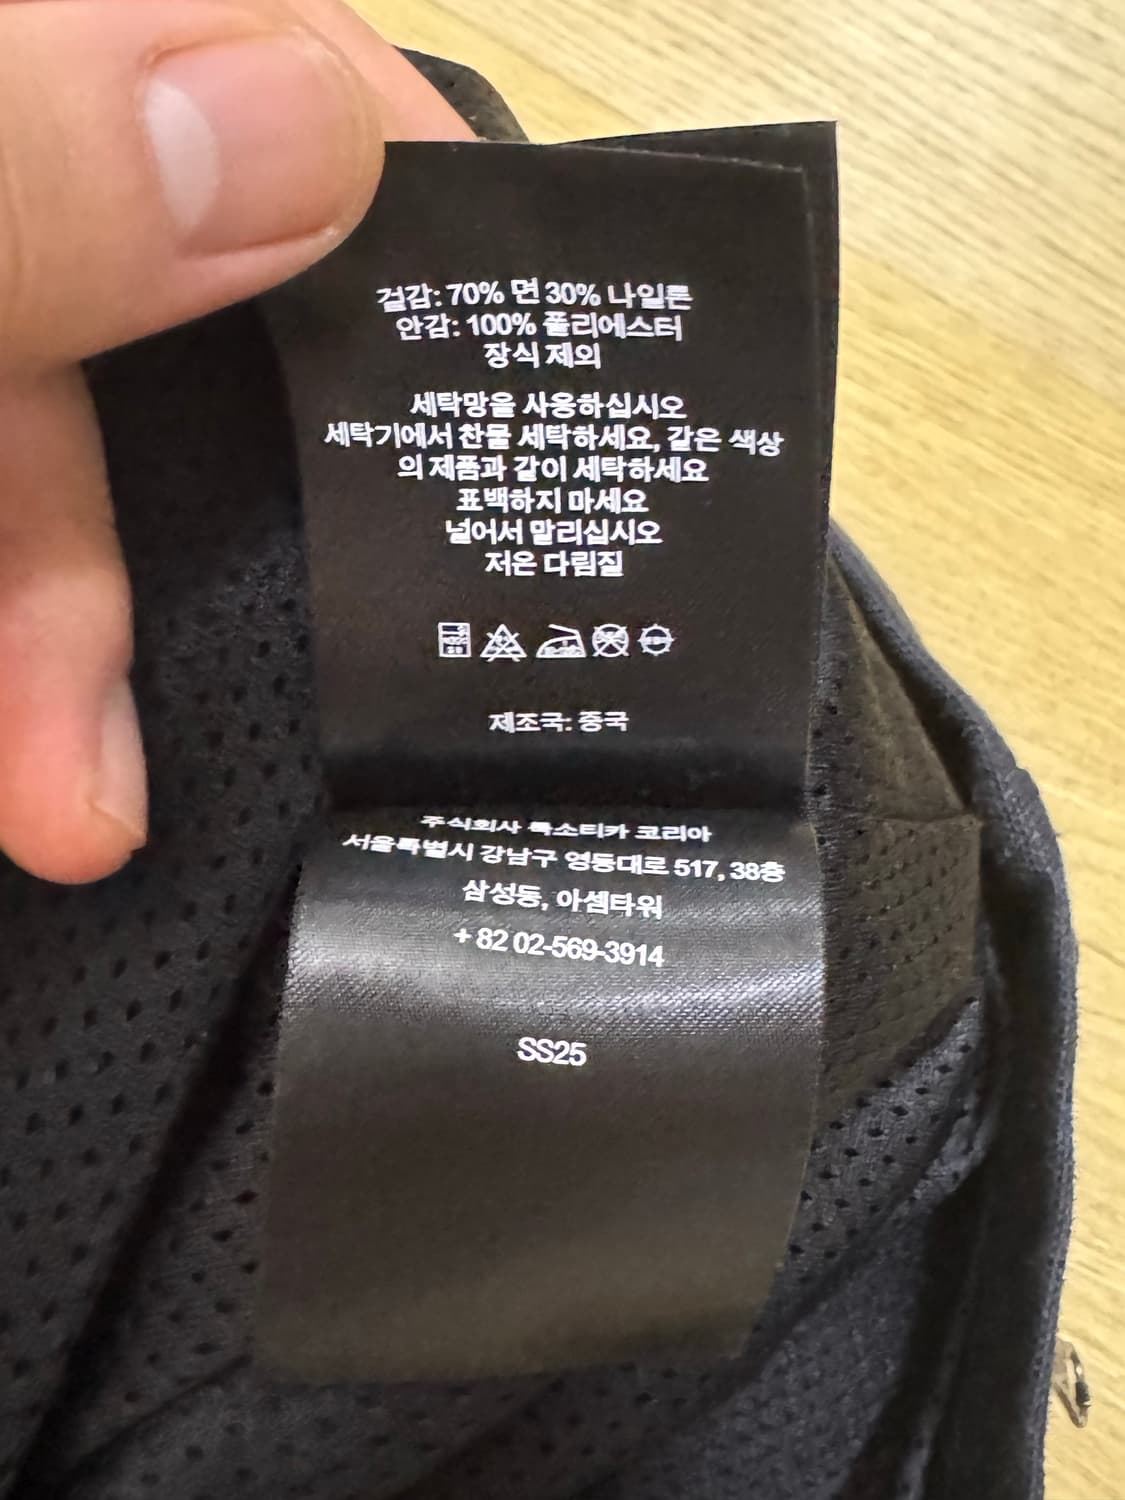 겉감: 70% 면 30% 나일론
안감: 100% 폴리에스터
장식 제외
세탁망을 사용하십시오
세탁기에서 찬물 세탁하세요, 같은 색상
의 제품과 같이 세탁하세요
표백하지 마세요
널어서 말리십시오
저온 다림질
제조국: 중국
주식회사 록소티카 코리아
서울특별시 강남구 영동대로 517, 38층
삼성동, 아셈타워
+ 82 02-569-3914
SS25